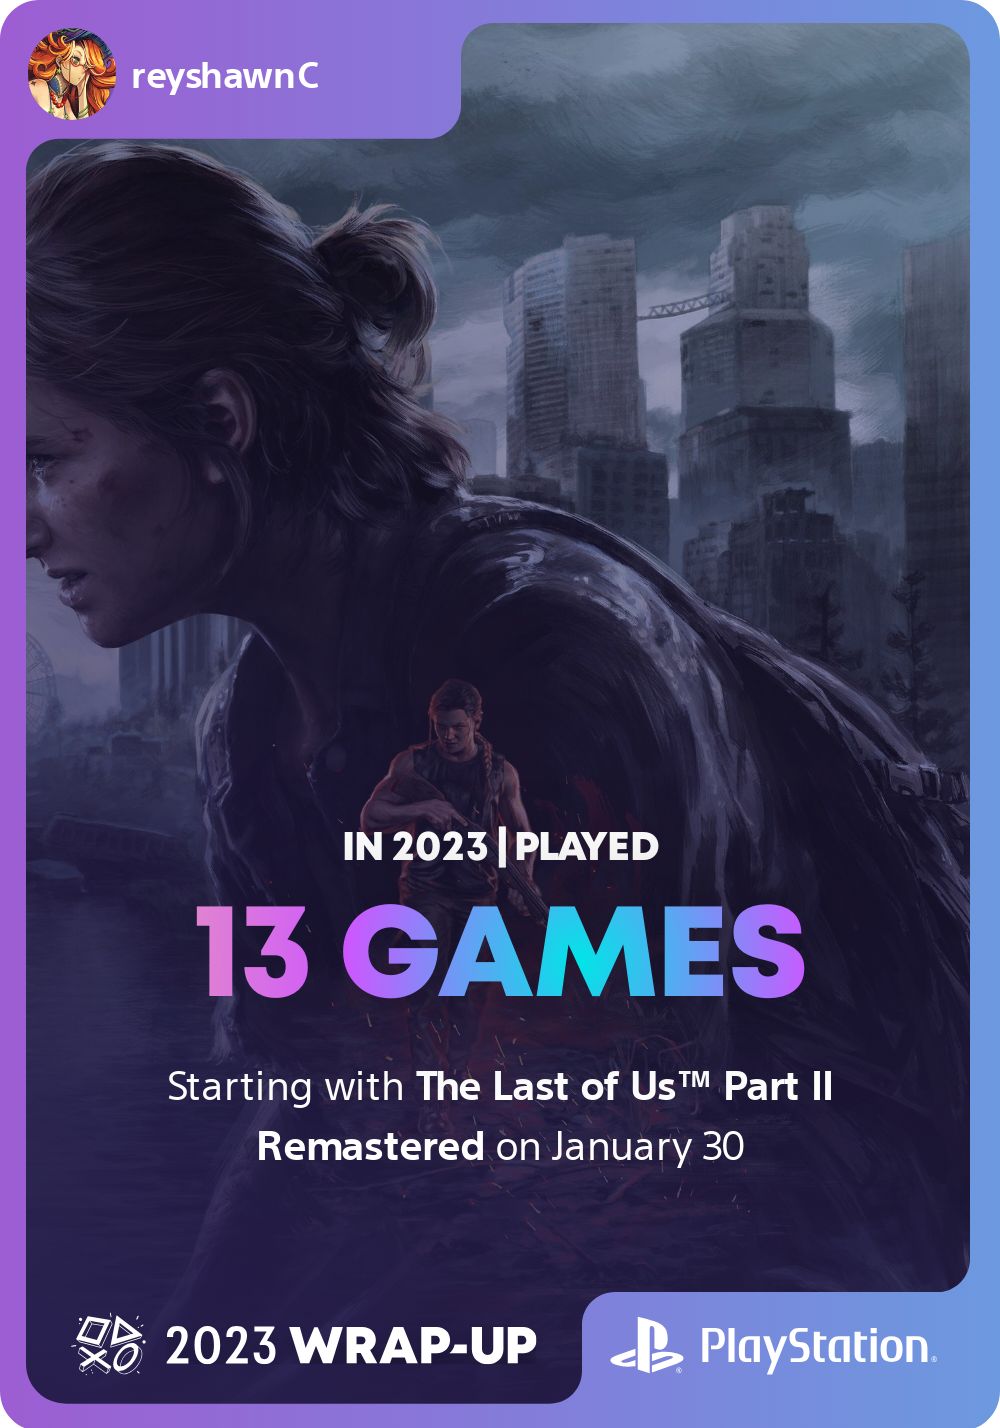 reyshawnC
IN 2023 | PLAYED
13 GAMES
Starting with The Last of Us™ Part II
Remastered on January 30
2023 WRAP-UP
PlayStation®